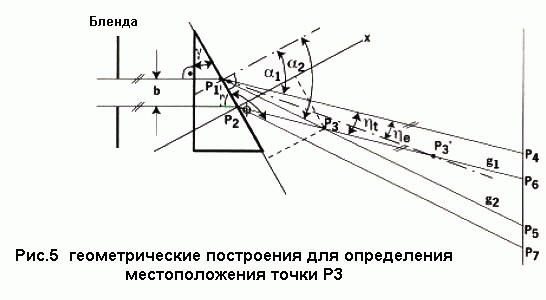 Бленда
x
γ
α₁
α₂
b
P₁
γ
P₂
Φ
P₃
ηt
ηe
P₃'
P₄
g₁
P₆
g₂
P₅
P₇
Рис.5 геометрические построения для определения
местоположения точки P3